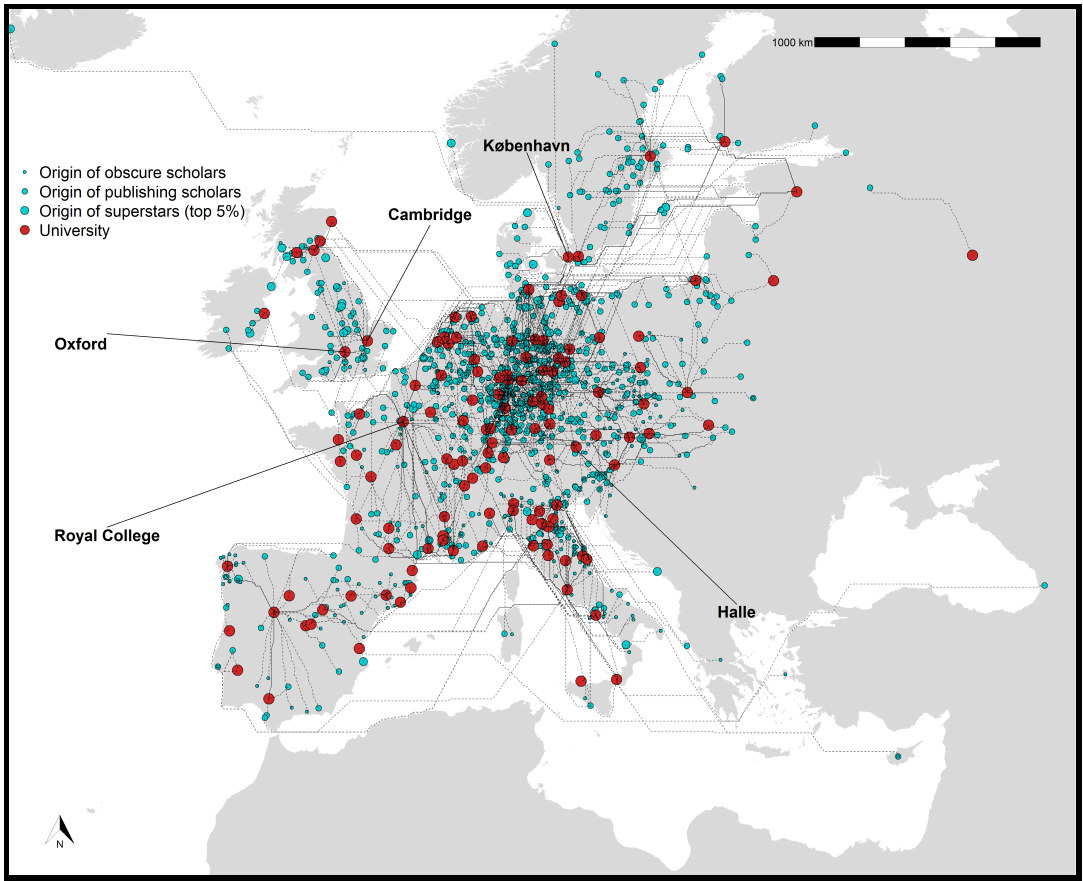 1000 km
København
Origin of obscure scholars
Origin of publishing scholars
Origin of superstars (top 5%)
University
Cambridge
Oxford
Royal College
Halle
N